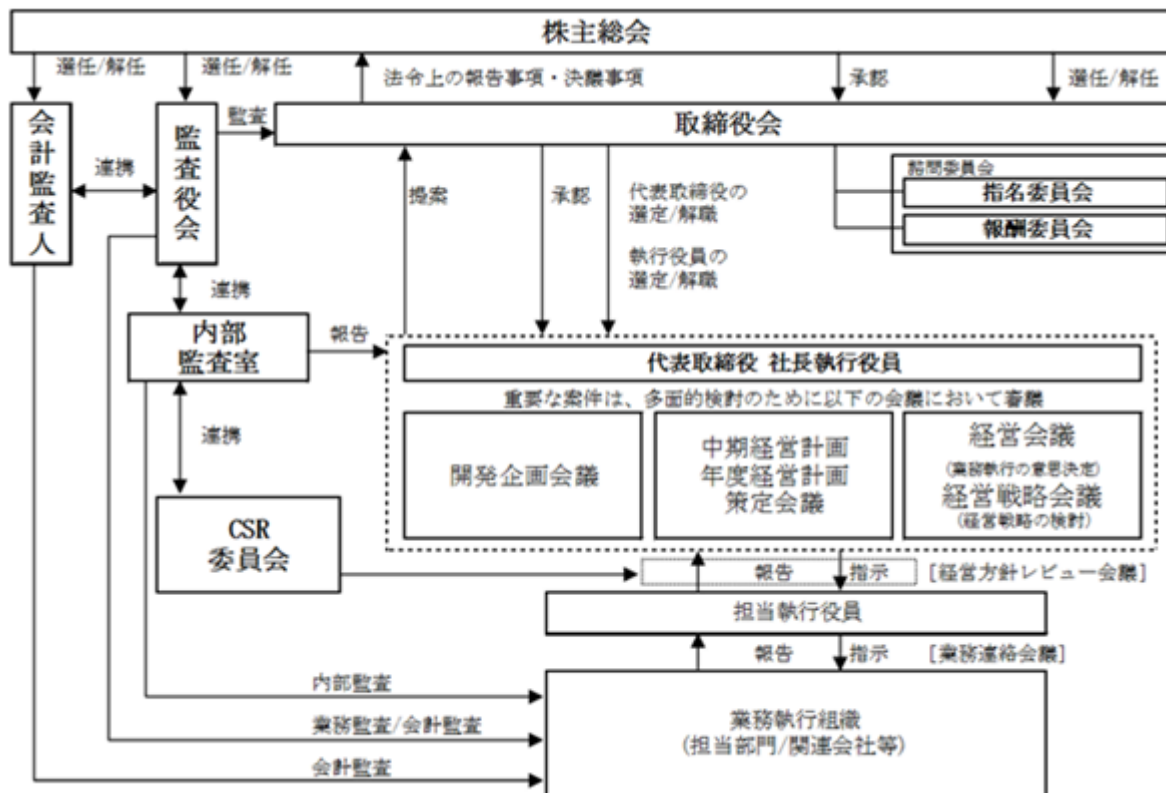 株主総会
選任/解任
選任/解任
法令上の報告事項・決議事項
承認
選任/解任
会計監査人
監査役会
監査
取締役会
連携
提案
承認
代表取締役の
選定/解職
執行役員の
選定/解職
諮問委員会
指名委員会
報酬委員会
連携
内部
監査室
報告
代表取締役 社長執行役員
重要な案件は、多面的検討のために以下の会議において審議
連携
開発企画会議
中期経営計画
年度経営計画
策定会議
経営会議
(業務執行の意思決定)
経営戦略会議
(経営戦略の検討)
CSR
委員会
報告
指示
[経営方針レビュー会議]
担当執行役員
報告
指示
[業務連絡会議]
内部監査
業務監査/会計監査
会計監査
業務執行組織
(担当部門/関連会社等)